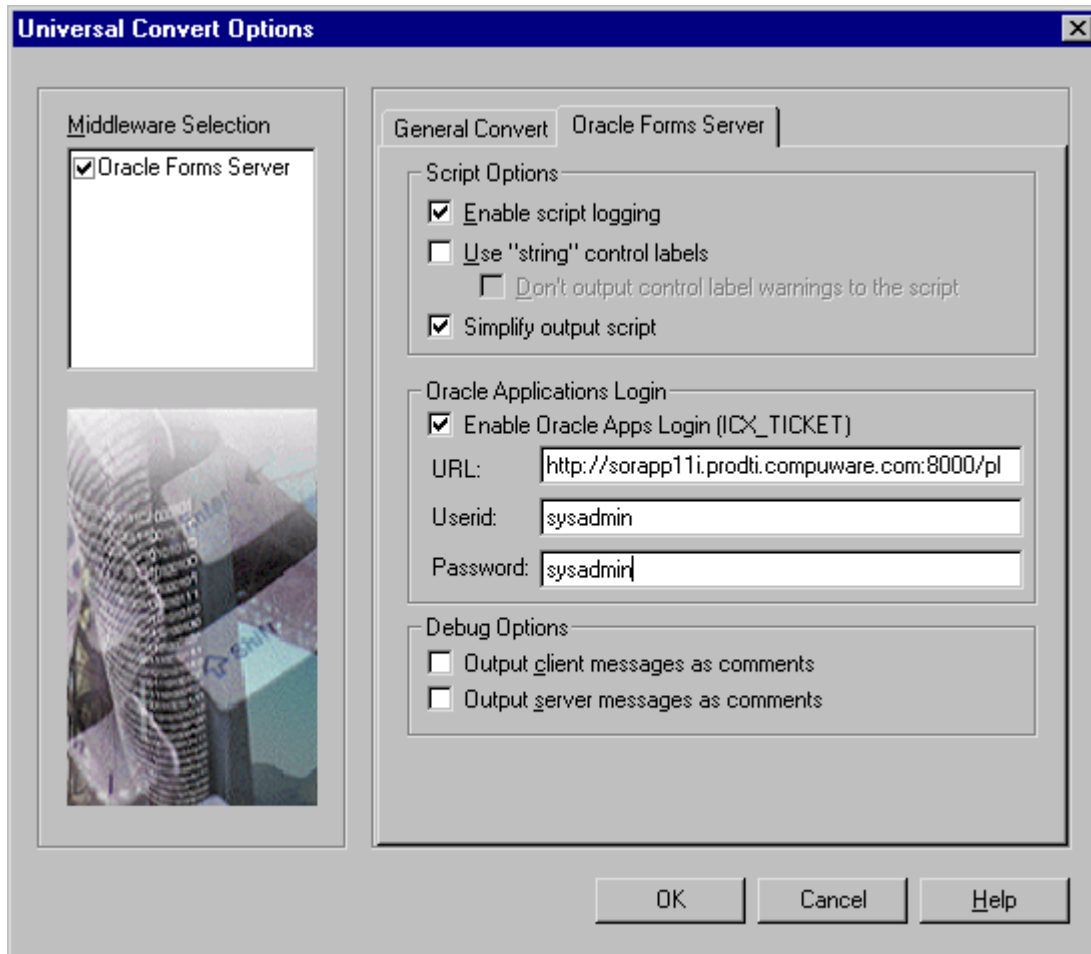 Universal Convert Options
Middleware Selection
Oracle Forms Server
General Convert
Oracle Forms Server
Script Options
Enable script logging
Use "string" control labels
Don't output control label warnings to the script
Simplify output script
Oracle Applications Login
Enable Oracle Apps Login (ICX_TICKET)
URL: http://sorapp11i.prodti.compuware.com:8000/pl
Userid: sysadmin
Password: sysadmin
Debug Options
Output client messages as comments
Output server messages as comments
Enter
Shift
OK
Cancel
Help